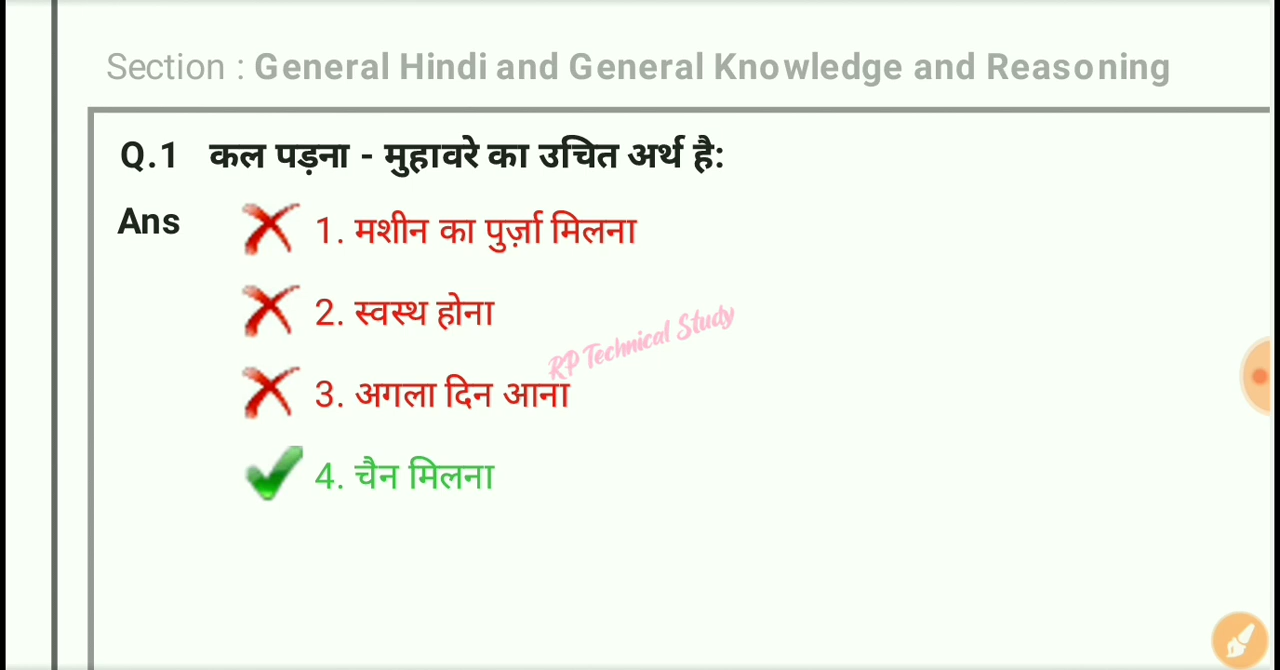 Section : General Hindi and General Knowledge and Reasoning
Q.1 कल पड़ना - मुहावरे का उचित अर्थ है:
Ans 1. मशीन का पुर्ज़ा मिलना
2. स्वस्थ होना
RP Technical Study
3. अगला दिन आना
4. चैन मिलना